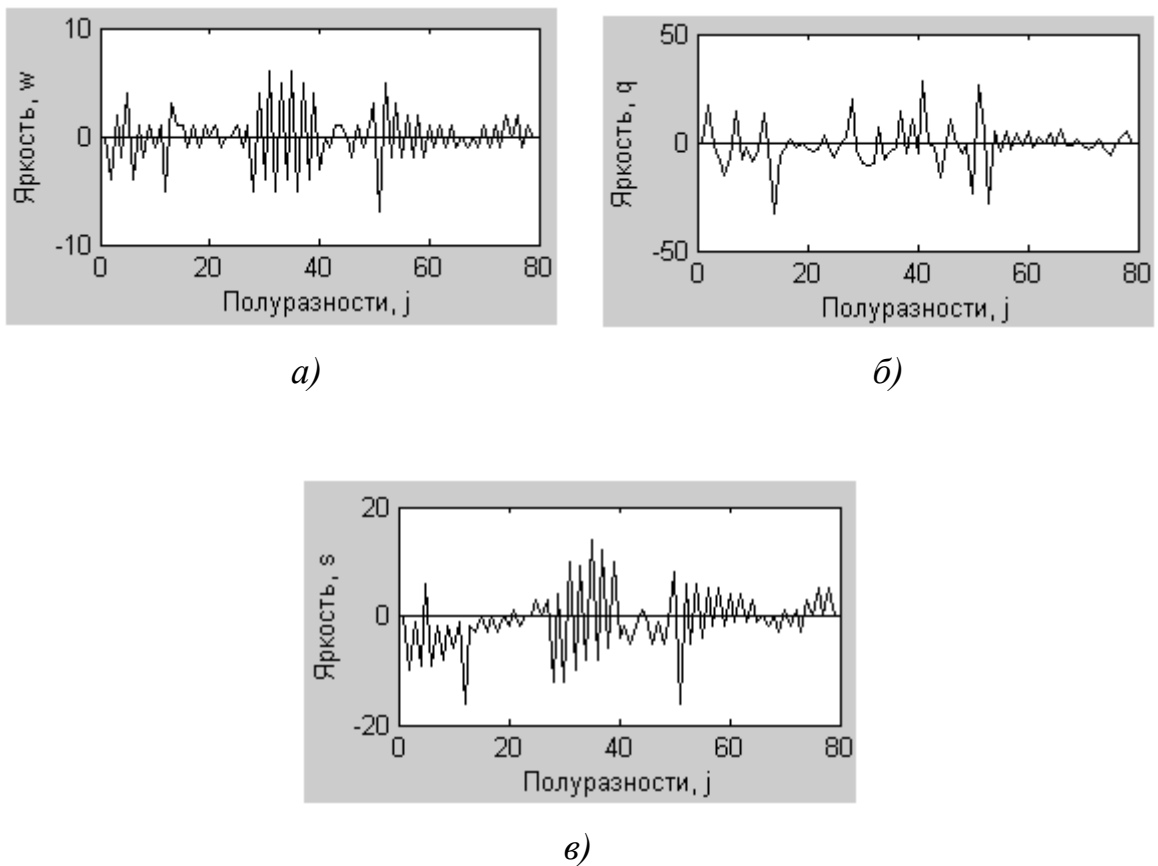 10
0
-10
Яркость, w
0 20 40 60 80
Полуразности, j
а)
50
0
-50
Яркость, q
0 20 40 60 80
Полуразности, j
б)
20
0
-20
Яркость, s
0 20 40 60 80
Полуразности, j
в)